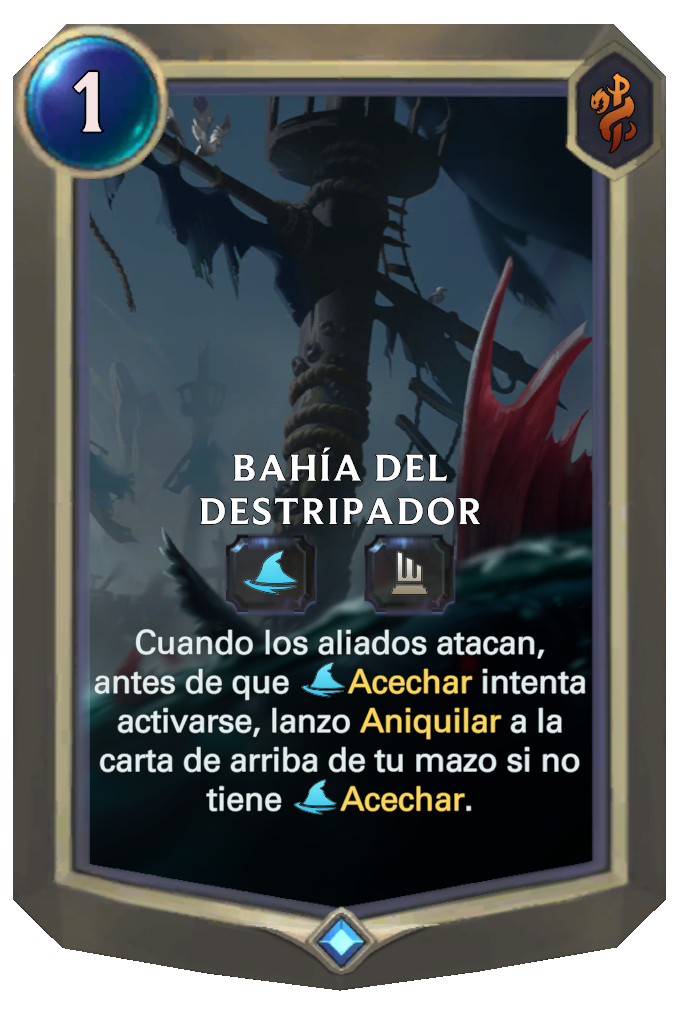 1
BAHÍA DEL
DESTRIPADOR
Cuando los aliados atacan,
antes de que Acechar intenta
activarse, lanzo Aniquilar a la
carta de arriba de tu mazo si no
tiene Acechar.